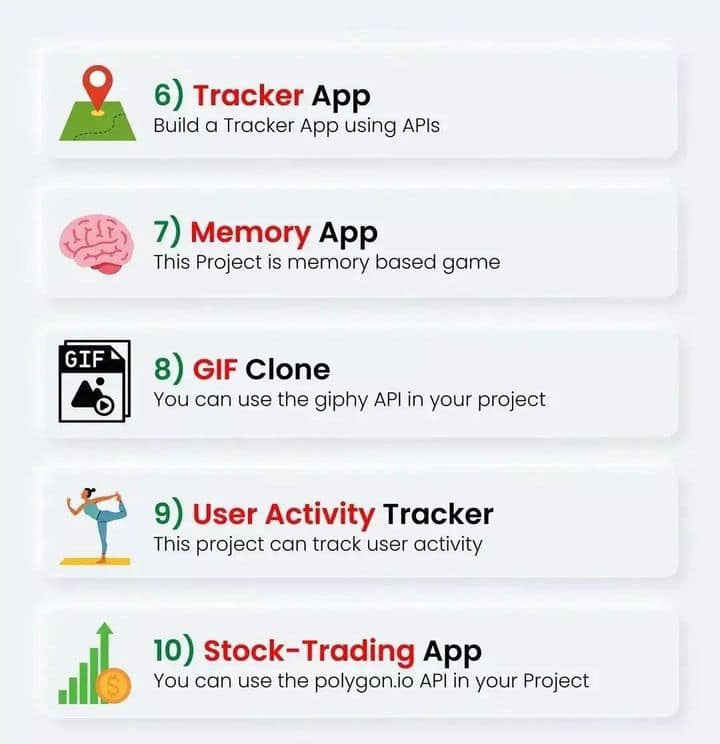 6) Tracker App
Build a Tracker App using APIs
7) Memory App
This Project is memory based game
GIF
8) GIF Clone
You can use the giphy API in your project
9) User Activity Tracker
This project can track user activity
10) Stock-Trading App
You can use the polygon.io API in your Project